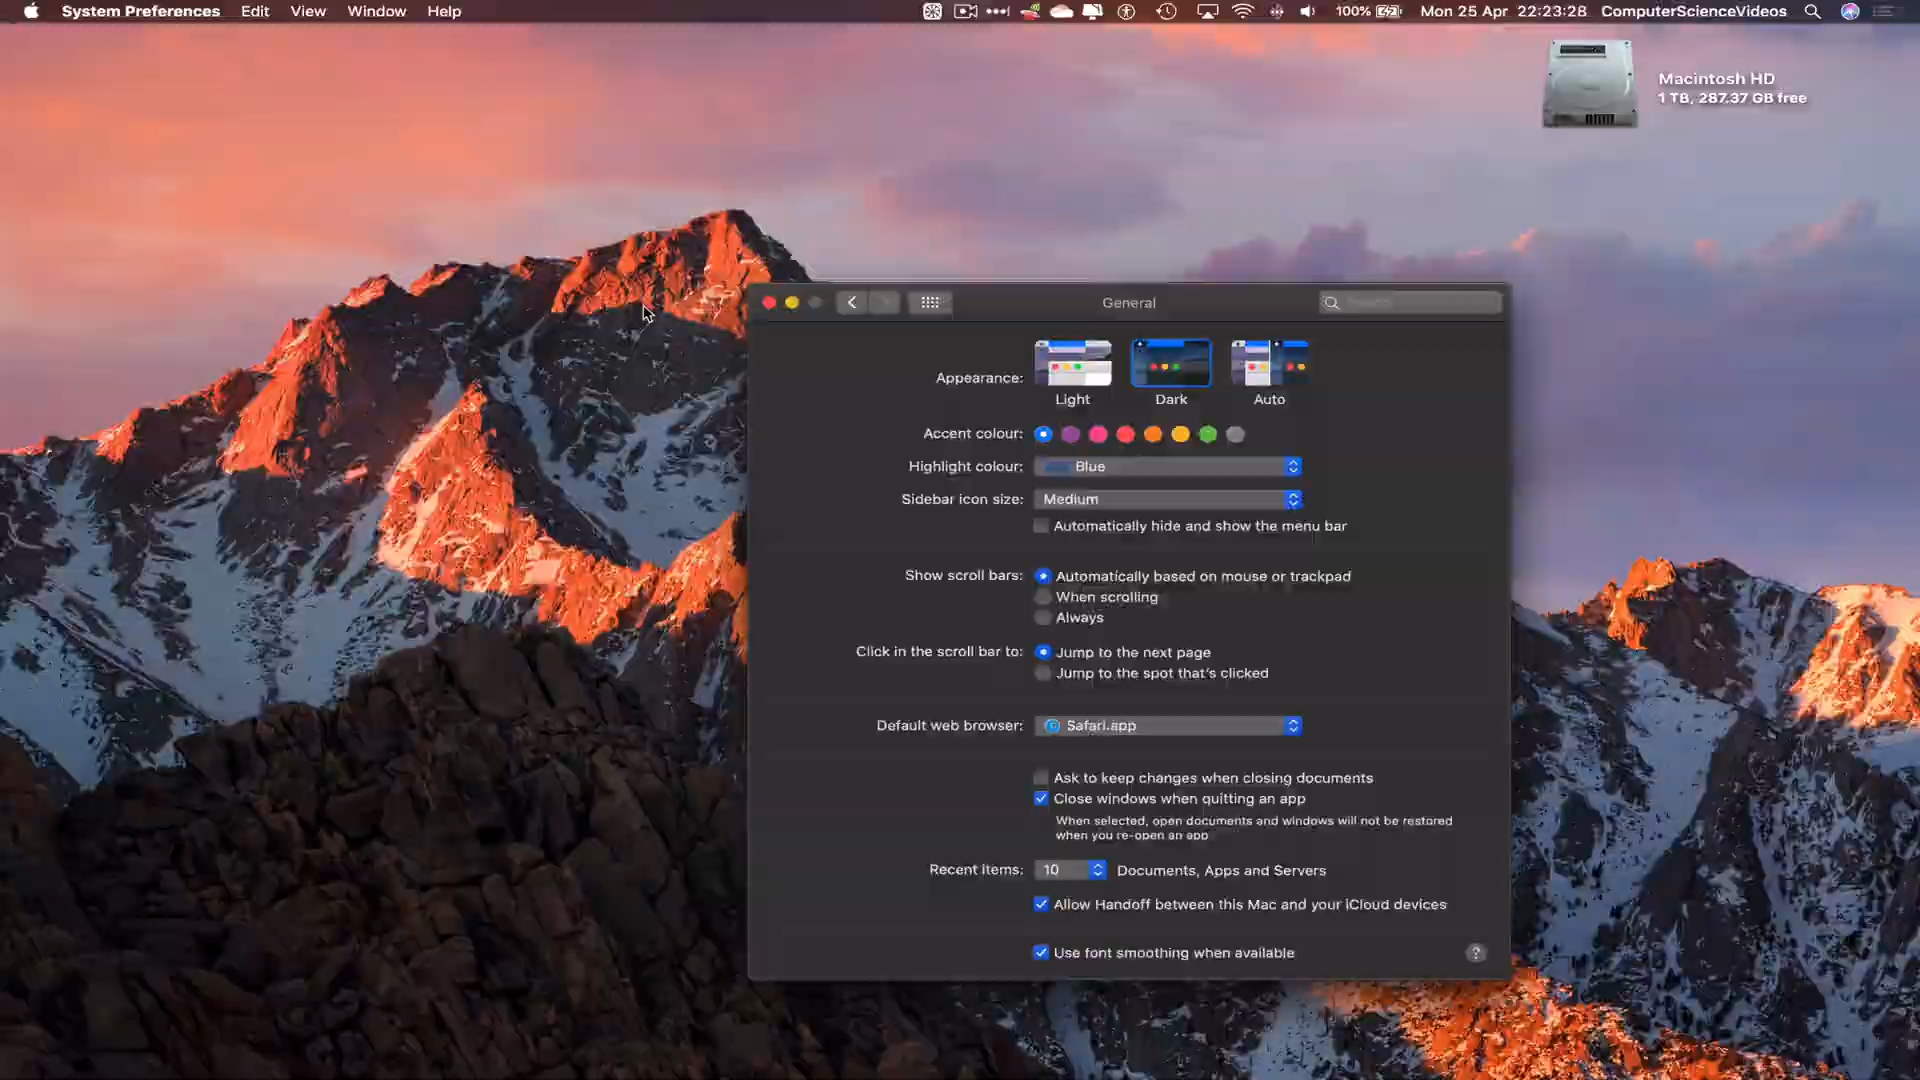 System Preferences Edit View Window Help 100% Mon 25 Apr 22:23:28 ComputerScienceVideos
Macintosh HD
1 TB, 287.37 GB free
General
Search
Appearance:
Light Dark Auto
Accent colour:
Highlight colour: Blue
Sidebar icon size: Medium
Automatically hide and show the menu bar
Show scroll bars: Automatically based on mouse or trackpad
When scrolling
Always
Click in the scroll bar to: Jump to the next page
Jump to the spot that's clicked
Default web browser: Safari.app
Ask to keep changes when closing documents
Close windows when quitting an app
When selected, open documents and windows will not be restored
when you re-open an app
Recent items: 10 Documents, Apps and Servers
Allow Handoff between this Mac and your iCloud devices
Use font smoothing when available ?